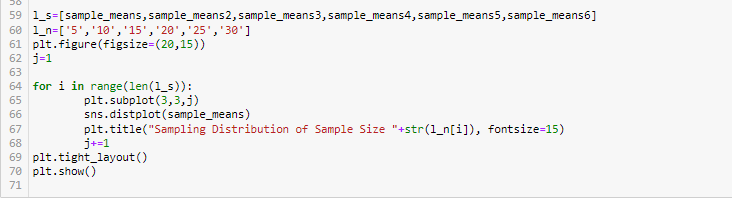 58
59 l_s=[sample_means,sample_means2,sample_means3,sample_means4,sample_means5,sample_means6]
60 l_n=['5','10','15','20','25','30']
61 plt.figure(figsize=(20,15))
62 j=1
63
64 for i in range(len(l_s)):
65         plt.subplot(3,3,j)
66         sns.distplot(sample_means)
67         plt.title("Sampling Distribution of Sample Size "+str(l_n[i]), fontsize=15)
68         j+=1
69 plt.tight_layout()
70 plt.show()
71